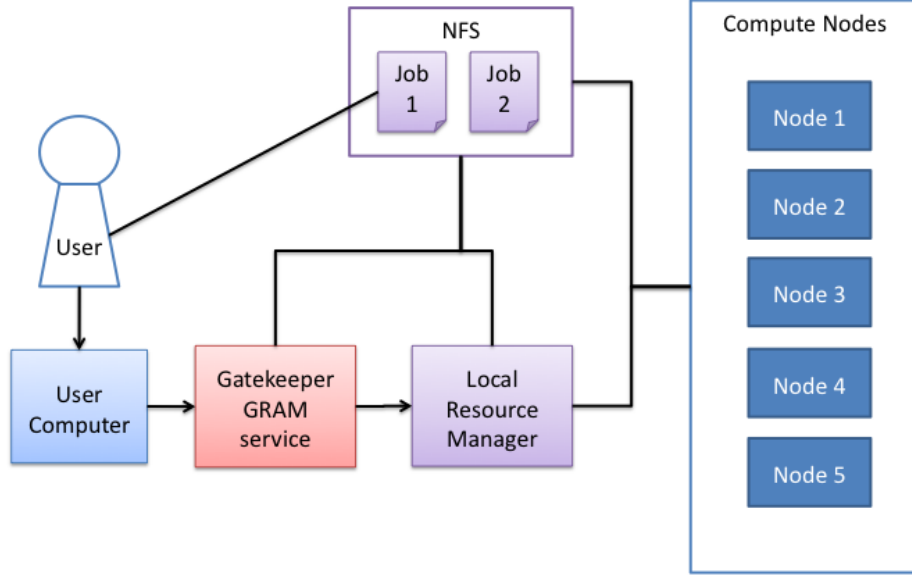 NFS
Job
1
Job
2
Compute Nodes
Node 1
Node 2
Node 3
Node 4
Node 5
User
User
Computer
Gatekeeper
GRAM
service
Local
Resource
Manager